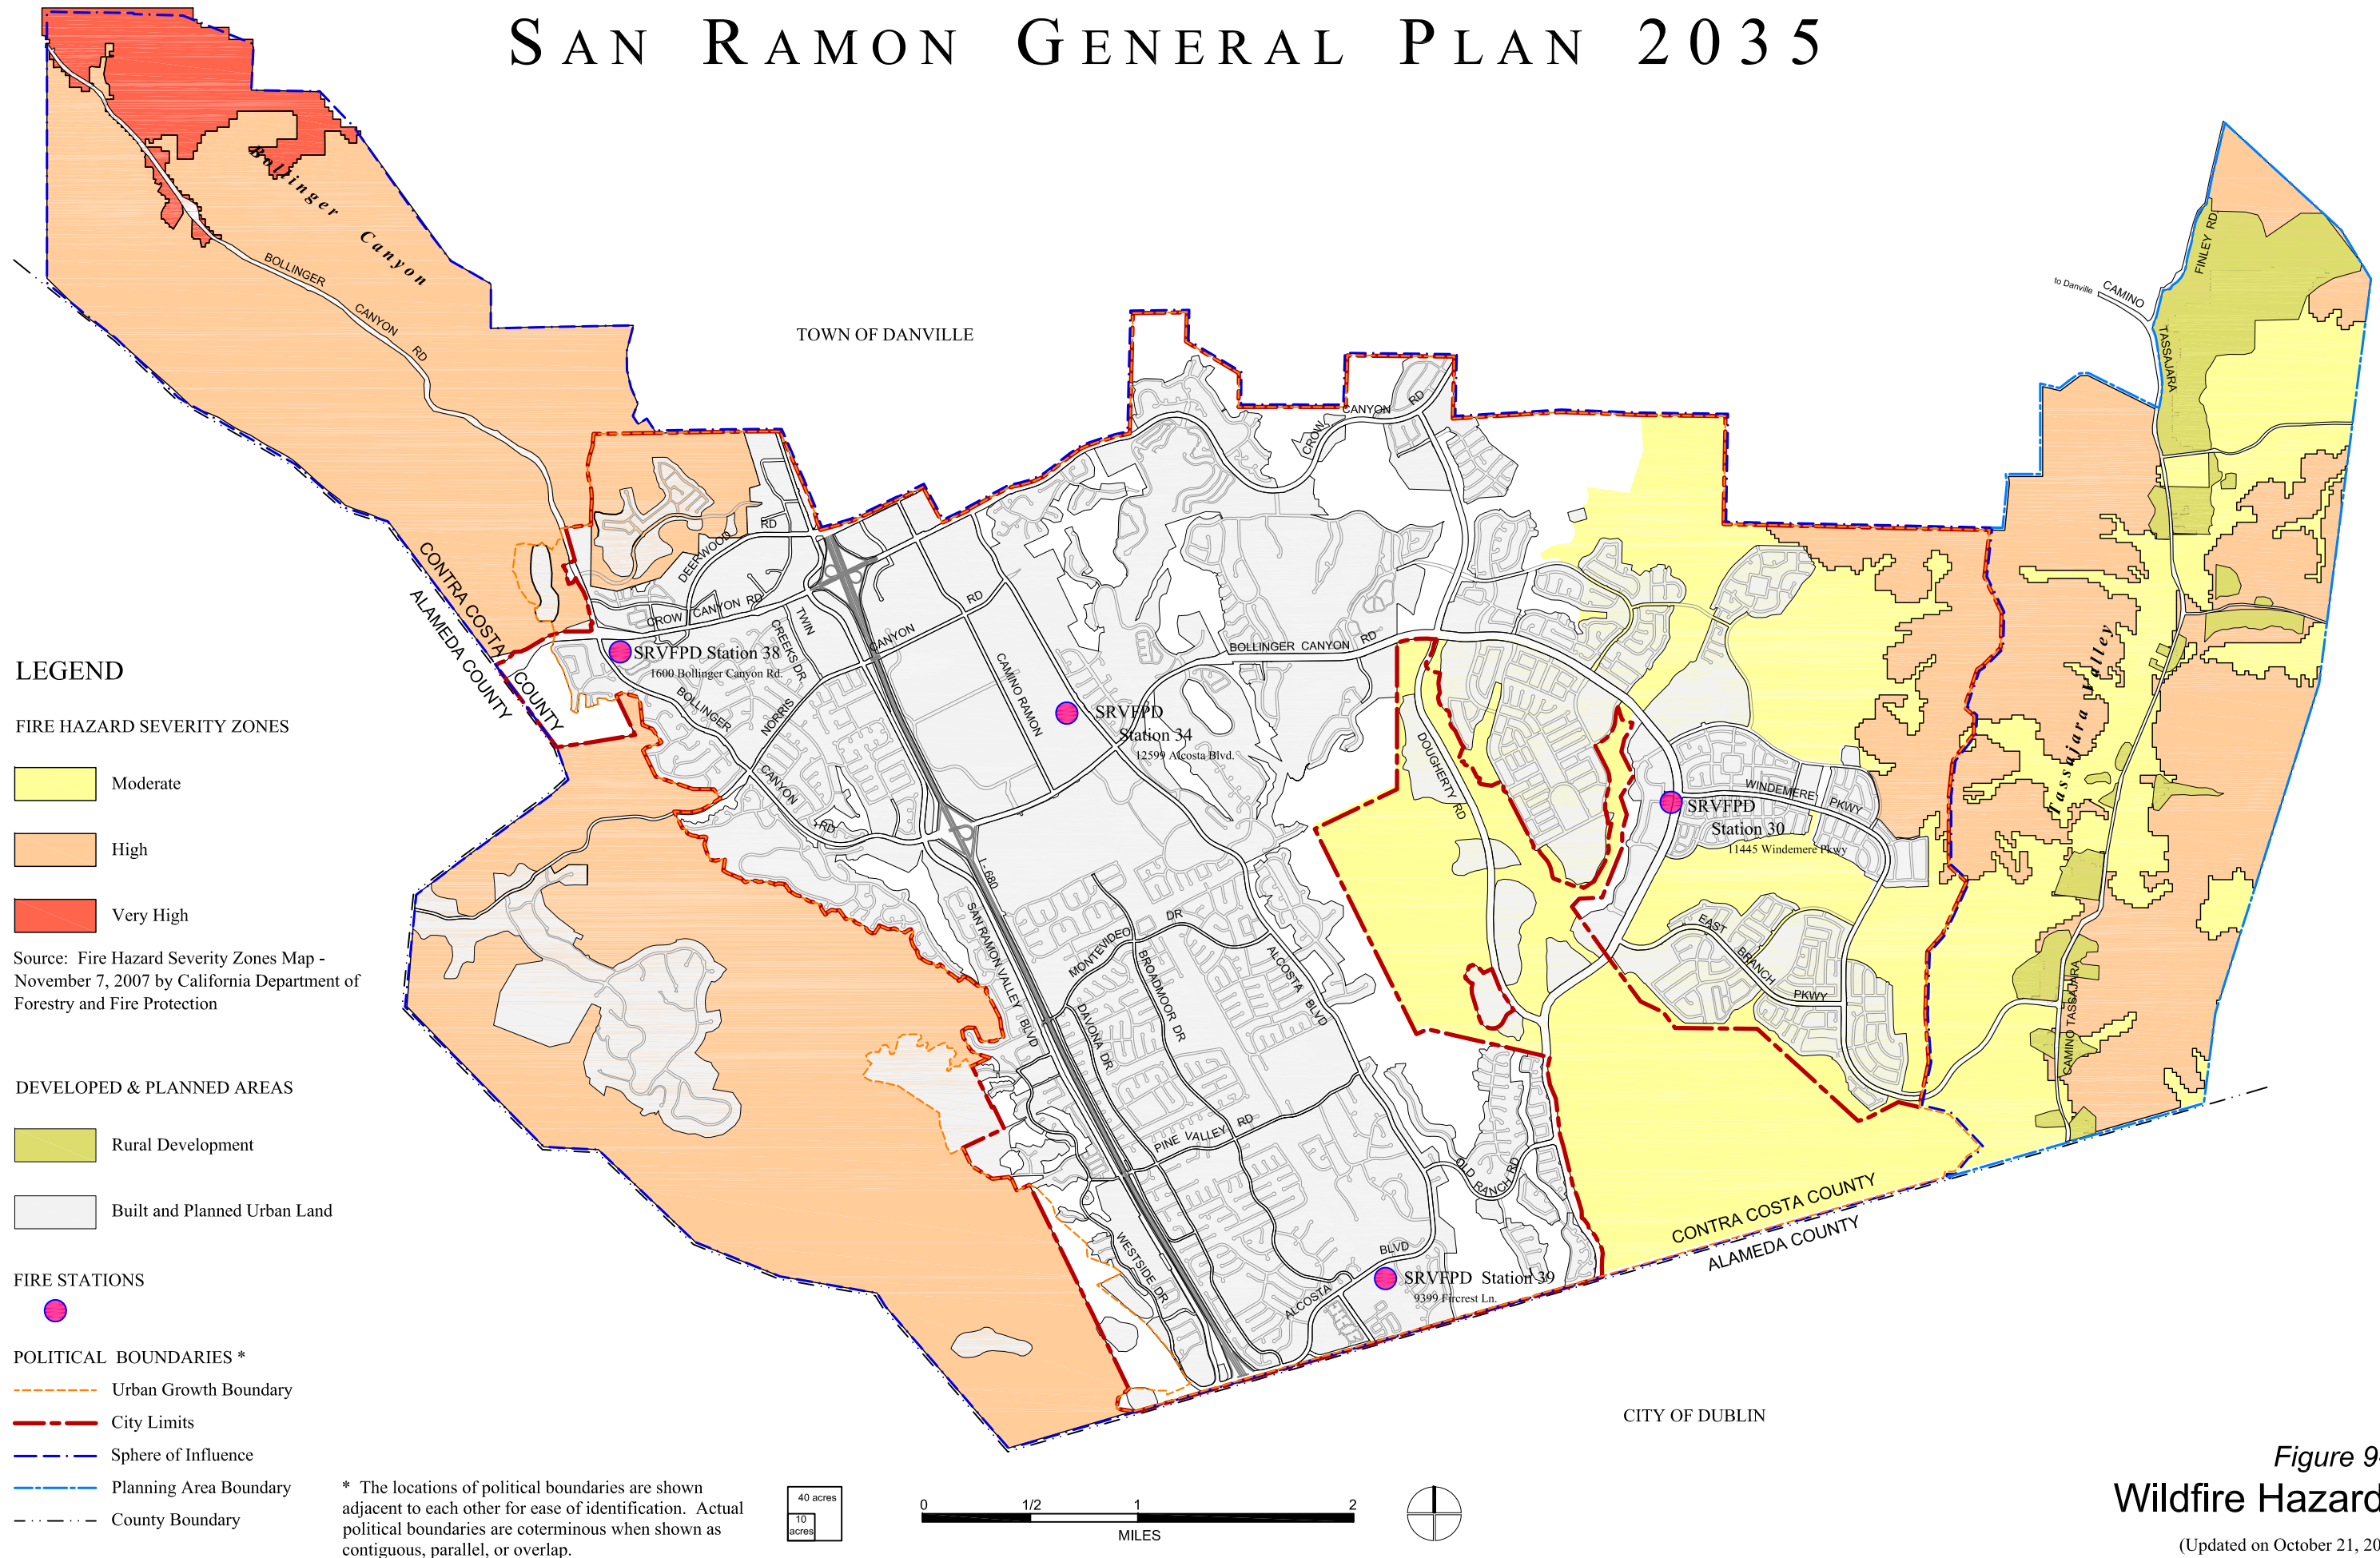 SAN RAMON GENERAL PLAN 2035
Bollinger Canyon
BOLLINGER CANYON RD
TOWN OF DANVILLE
CONTRA COSTA COUNTY
ALAMEDA COUNTY
to Danville
CAMINO
TASSAJARA
FINLEY RD
CROW CANYON RD
DEERWOOD RD
CROW CANYON RD
TWIN CREEKS DR
NORRIS CANYON RD
CAMINO RAMON
BOLLINGER CANYON RD
SRVFPD Station 38
1600 Bollinger Canyon Rd.
SRVFPD
Station 34
12599 Alcosta Blvd.
BOLLINGER CANYON RD
DOUGHERTY RD
SRVFPD
Station 30
11445 Windemere Pkwy
WINDEMERE PKWY
Tassajara Valley
I-680
SAN RAMON VALLEY BLVD
MONTEVIDEO DR
BROADMOOR DR
DAVONA DR
ALCOSTA BLVD
EAST BRANCH PKWY
CAMINO TASSAJARA
PINE VALLEY RD
OLD RANCH RD
WESTSIDE DR
ALCOSTA BLVD
SRVFPD Station 39
9399 Fircrest Ln.
CONTRA COSTA COUNTY
ALAMEDA COUNTY
CITY OF DUBLIN
LEGEND
FIRE HAZARD SEVERITY ZONES
Moderate
High
Very High
Source: Fire Hazard Severity Zones Map -
November 7, 2007 by California Department of
Forestry and Fire Protection
DEVELOPED & PLANNED AREAS
Rural Development
Built and Planned Urban Land
FIRE STATIONS
POLITICAL BOUNDARIES *
Urban Growth Boundary
City Limits
Sphere of Influence
Planning Area Boundary
County Boundary
* The locations of political boundaries are shown
adjacent to each other for ease of identification. Actual
political boundaries are coterminous when shown as
contiguous, parallel, or overlap.
40 acres
10
acres
0 1/2 1 2
MILES
Figure 9-
Wildfire Hazard
(Updated on October 21, 20